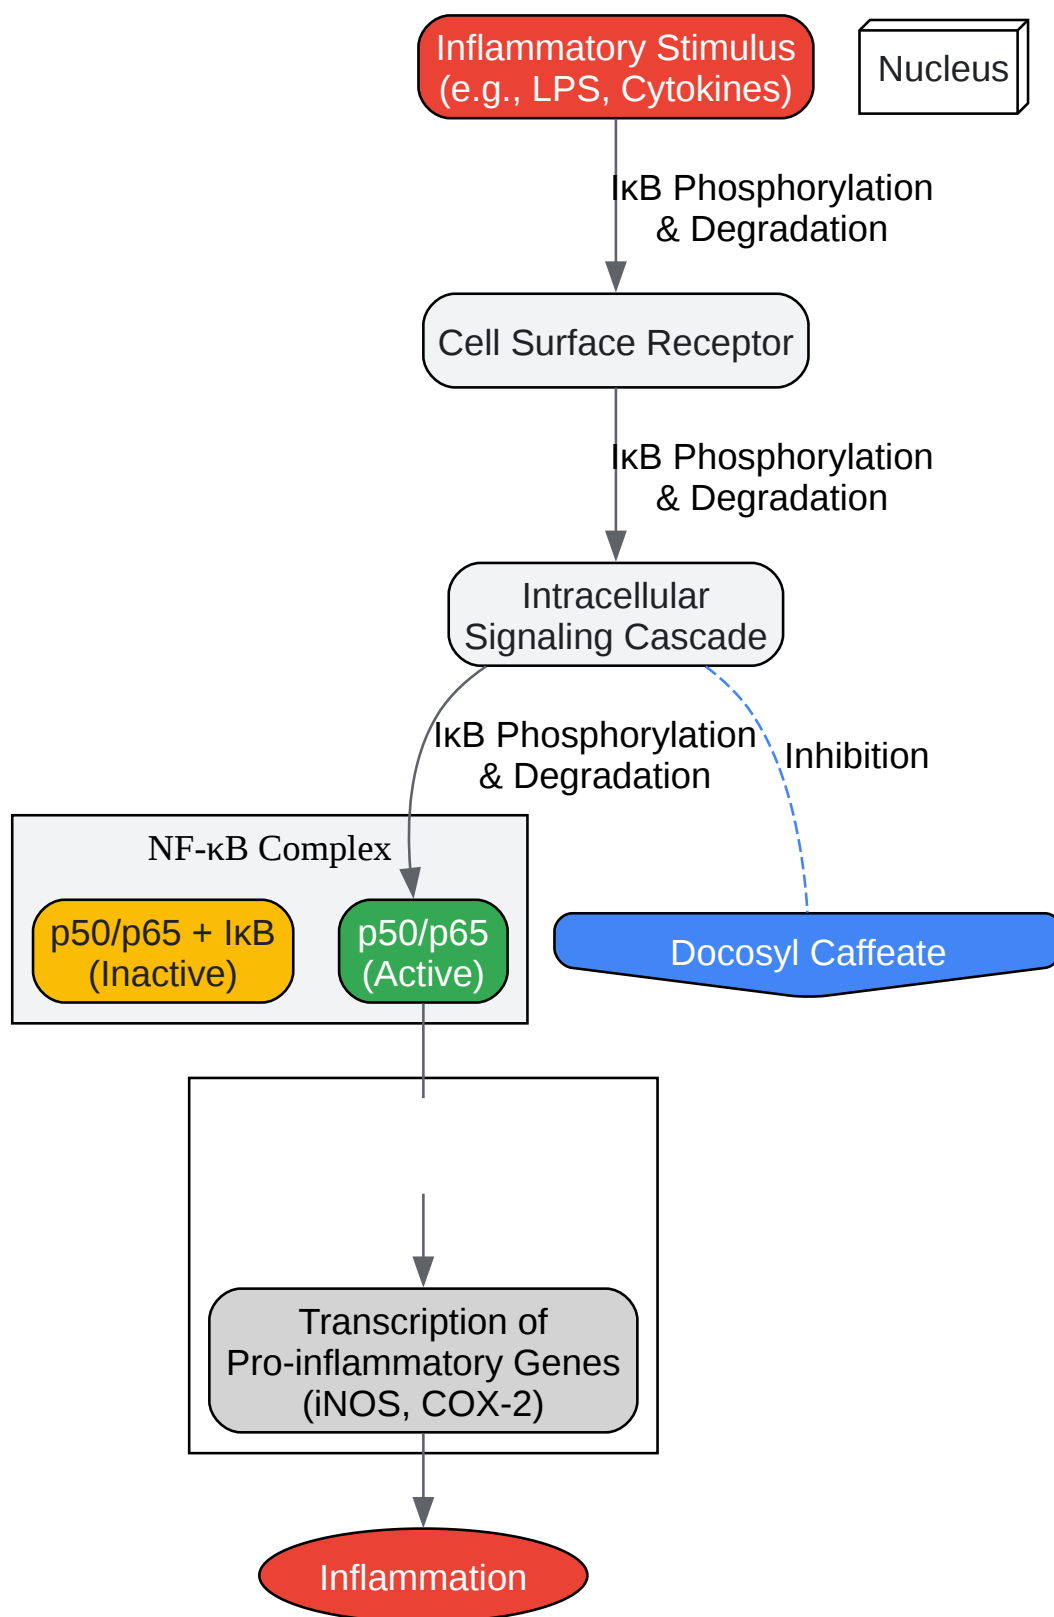 Inflammatory Stimulus
(e.g., LPS, Cytokines)
Nucleus
IκB Phosphorylation
& Degradation
Cell Surface Receptor
IκB Phosphorylation
& Degradation
Intracellular
Signaling Cascade
IκB Phosphorylation
& Degradation
Inhibition
NF-κB Complex
p50/p65 + IκB
(Inactive)
p50/p65
(Active)
Docosyl Caffeate
Transcription of
Pro-inflammatory Genes
(iNOS, COX-2)
Inflammation